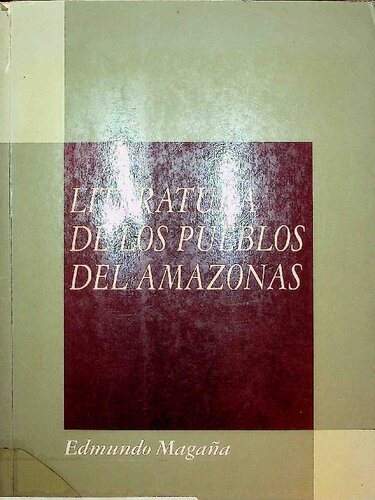 LITERATURA
DE LOS PUEBLOS
DEL AMAZONAS
Edmundo Magaña